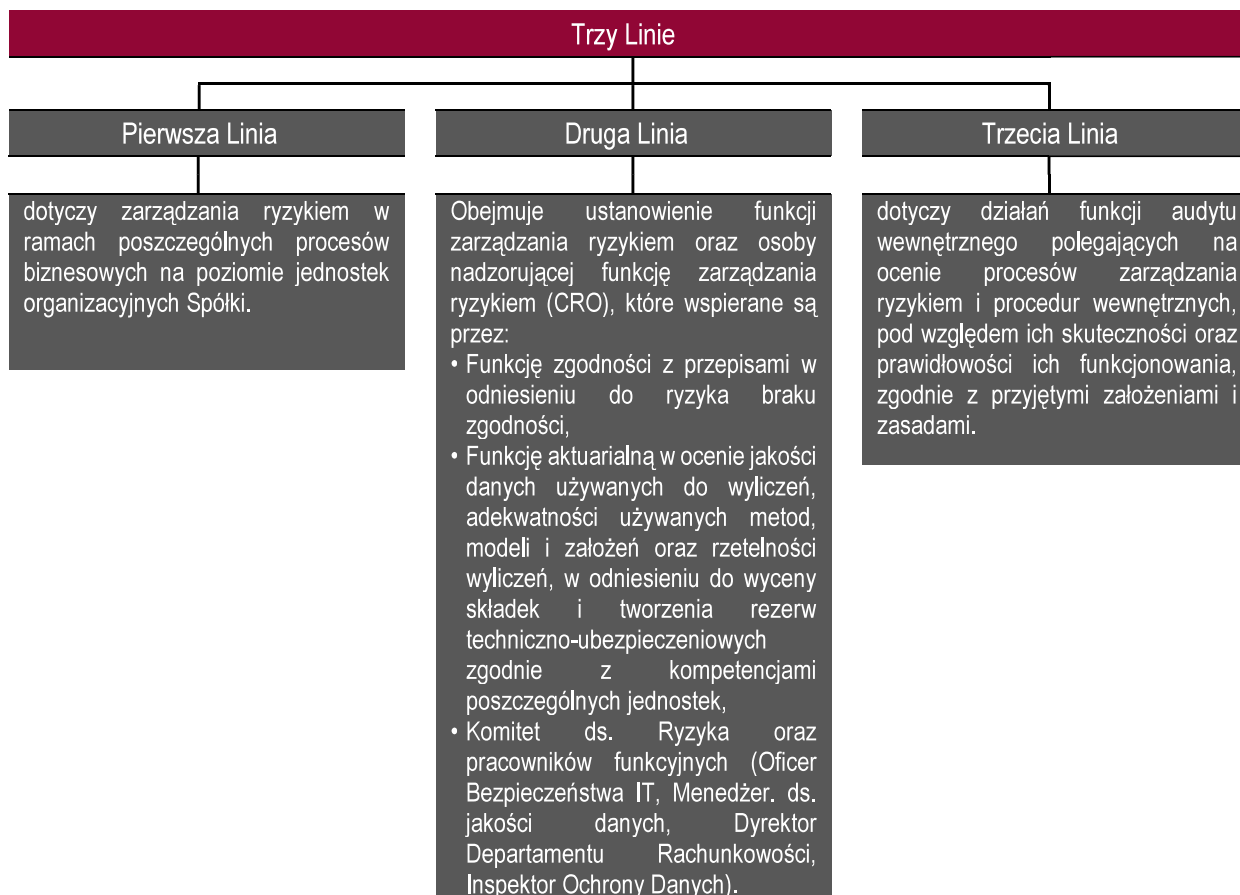 Trzy Linie
Pierwsza Linia
dotyczy zarządzania ryzykiem w
ramach poszczególnych procesów
biznesowych na poziomie jednostek
organizacyjnych Spółki.
Druga Linia
Obejmuje ustanowienie funkcji
zarządzania ryzykiem oraz osoby
nadzorującej funkcję zarządzania
ryzykiem (CRO), które wspierane są
przez:
• Funkcję zgodności z przepisami w
odniesieniu do ryzyka braku
zgodności,
• Funkcję aktuarialną w ocenie jakości
danych używanych do wyliczeń,
adekwatności używanych metod,
modeli i założeń oraz rzetelności
wyliczeń, w odniesieniu do wyceny
składek i tworzenia rezerw
techniczno-ubezpieczeniowych
zgodnie z kompetencjami
poszczególnych jednostek,
• Komitet ds. Ryzyka oraz
pracowników funkcyjnych (Oficer
Bezpieczeństwa IT, Menedżer. ds.
jakości danych, Dyrektor
Departamentu Rachunkowości,
Inspektor Ochrony Danych).
Trzecia Linia
dotyczy działań funkcji audytu
wewnętrznego polegających na
ocenie procesów zarządzania
ryzykiem i procedur wewnętrznych,
pod względem ich skuteczności oraz
prawidłowości ich funkcjonowania,
zgodnie z przyjętymi założeniami i
zasadami.